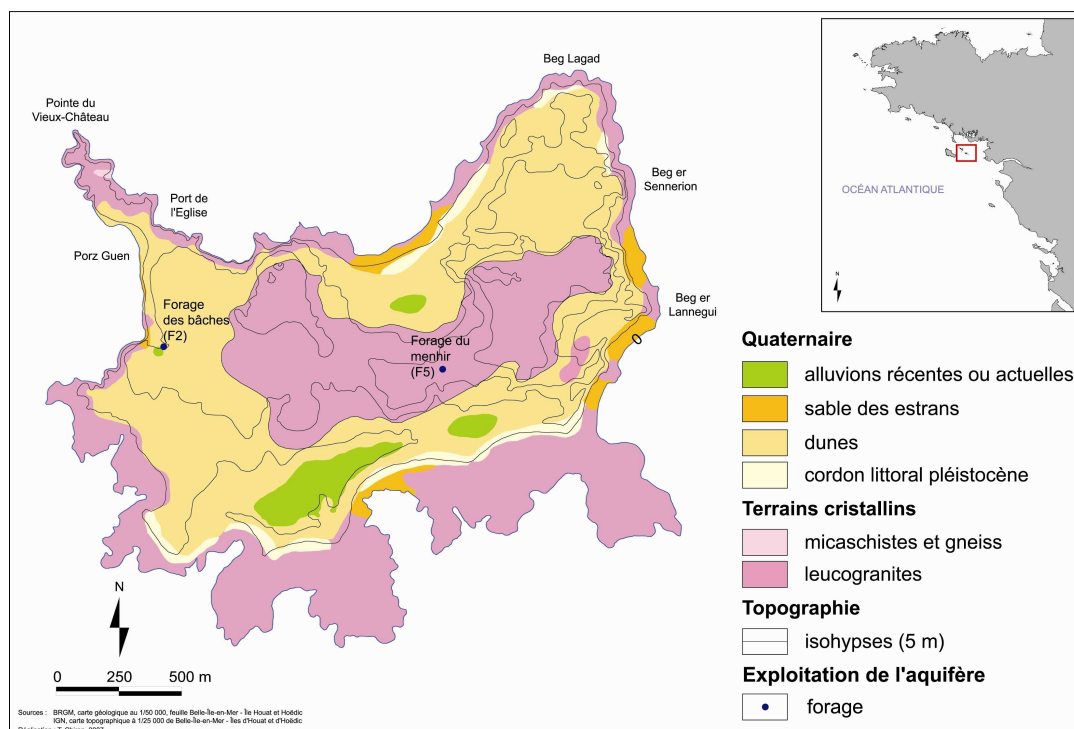 Beg Lagad
Pointe du
Vieux-Château
Beg er
Sennerion
Port de
l'Eglise
Porz Guen
Beg er
Lannegui
Forage
des bâches
(F2)
Forage du
menhir
(F5)
OCÉAN ATLANTIQUE
N
N
0 250 500 m
Quaternaire
alluvions récentes ou actuelles
sable des estrans
dunes
cordon littoral pléistocène
Terrains cristallins
micaschistes et gneiss
leucogranites
Topographie
isohypses (5 m)
Exploitation de l'aquifère
forage
Sources : BRGM, carte géologique au 1/50 000, feuille Belle-Île-en-Mer - Île Houat et Hoëdic
IGN, carte topographique à 1/25 000 de Belle-Île-en-Mer - Îles d'Houat et d'Hoëdic